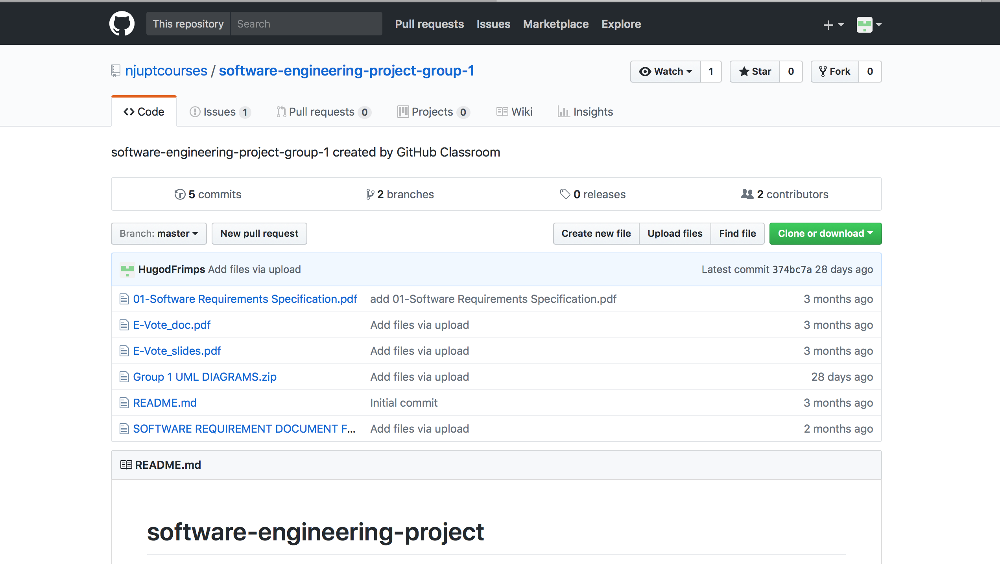 This repository Search Pull requests Issues Marketplace Explore
njuptcourses / software-engineering-project-group-1 Watch 1 Star 0 Fork 0
Code Issues 1 Pull requests 0 Projects 0 Wiki Insights
software-engineering-project-group-1 created by GitHub Classroom
5 commits 2 branches 0 releases 2 contributors
Branch: master New pull request Create new file Upload files Find file Clone or download
HugodFrimps Add files via upload Latest commit 374bc7a 28 days ago
01-Software Requirements Specification.pdf add 01-Software Requirements Specification.pdf 3 months ago
E-Vote_doc.pdf Add files via upload 3 months ago
E-Vote_slides.pdf Add files via upload 3 months ago
Group 1 UML DIAGRAMS.zip Add files via upload 28 days ago
README.md Initial commit 3 months ago
SOFTWARE REQUIREMENT DOCUMENT F... Add files via upload 2 months ago
README.md
software-engineering-project